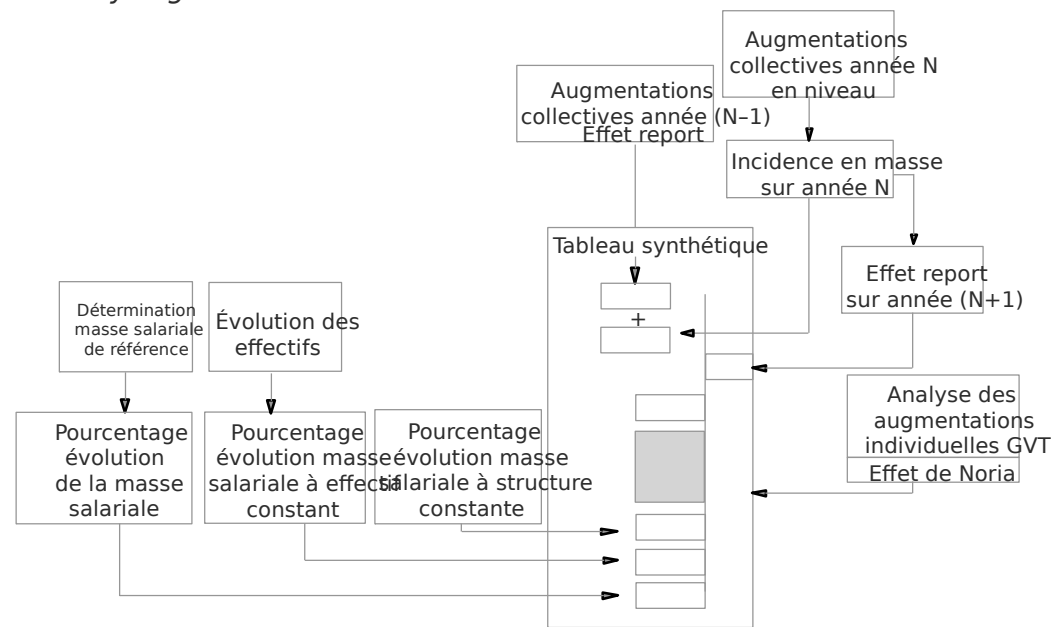 Augmentations
collectives année N
en niveau
Augmentations
collectives année (N–1)
Effet report
Incidence en masse
sur année N
Tableau synthétique
Effet report
sur année (N+1)
+
Détermination
masse salariale
de référence
Évolution des
effectifs
Analyse des
augmentations
individuelles GVT
Effet de Noria
Pourcentage
évolution
de la masse
salariale
Pourcentage
évolution masse
salariale à effectif
constant
Pourcentage
évolution masse
salariale à structure
constante